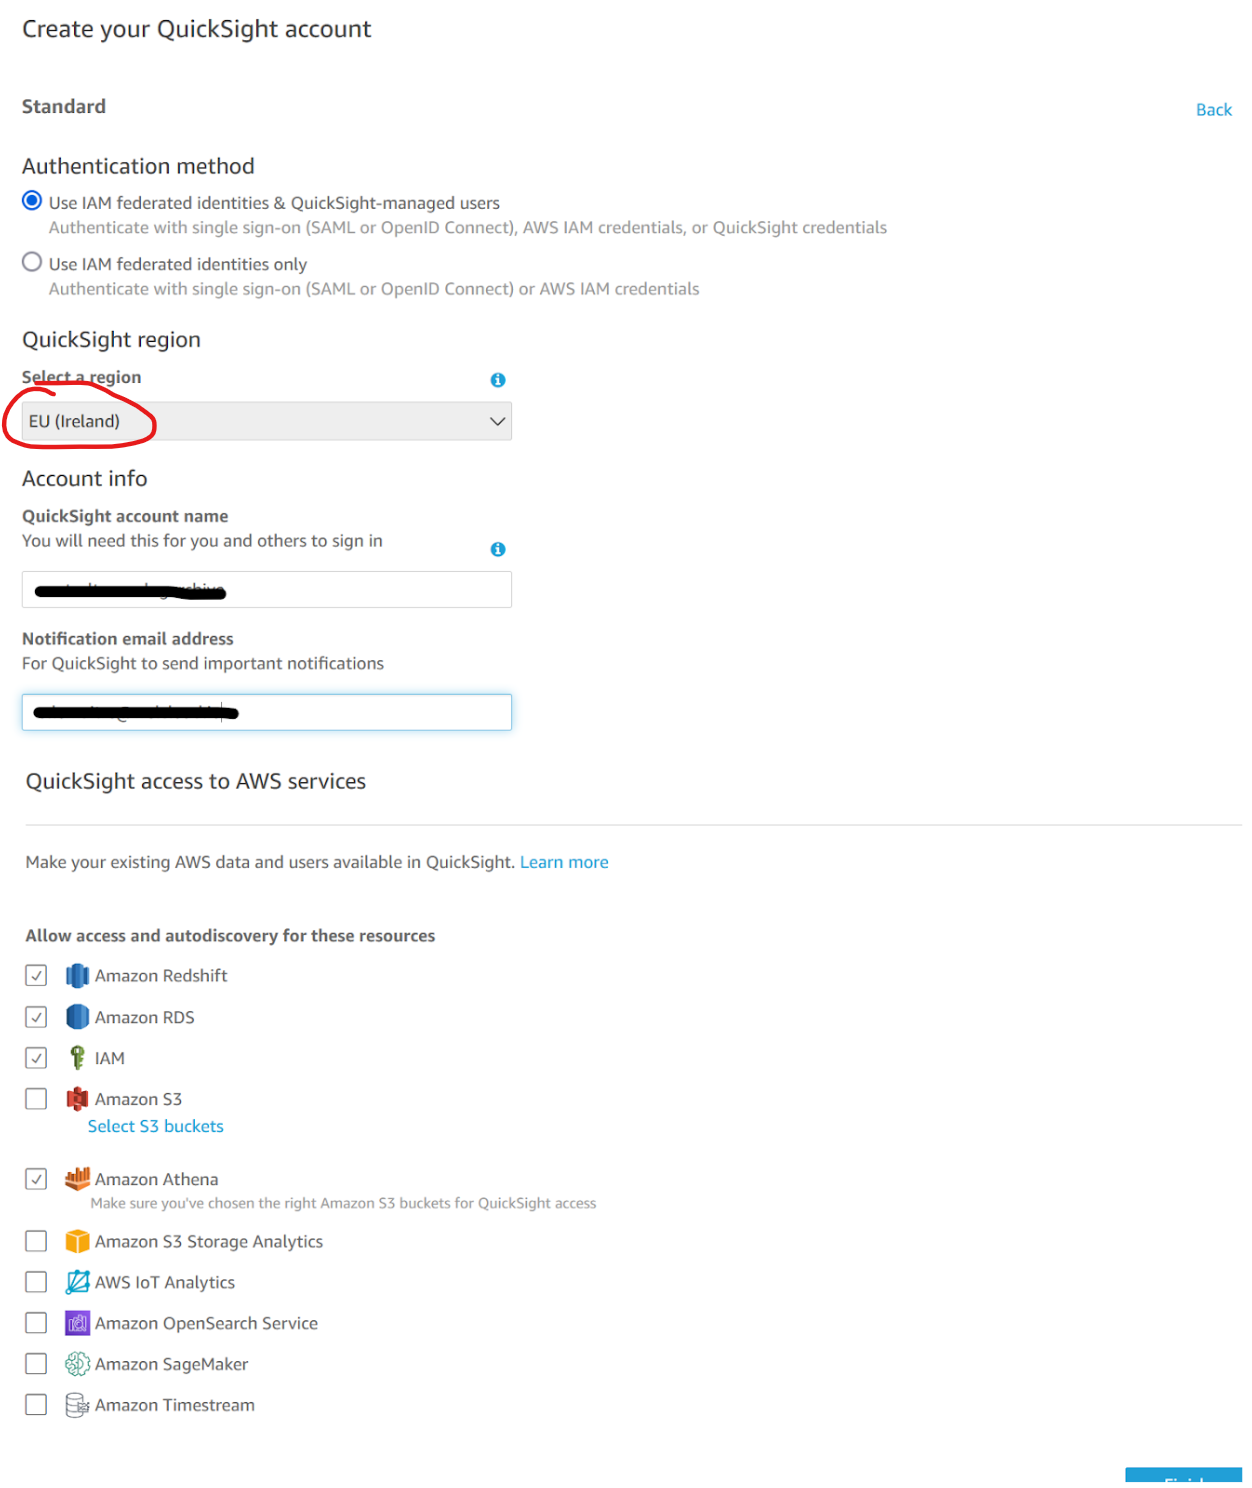 Create your QuickSight account
Standard
Back
Authentication method
Use IAM federated identities & QuickSight-managed users
Authenticate with single sign-on (SAML or OpenID Connect), AWS IAM credentials, or QuickSight credentials
Use IAM federated identities only
Authenticate with single sign-on (SAML or OpenID Connect) or AWS IAM credentials
QuickSight region
Select a region
EU (Ireland)
Account info
QuickSight account name
You will need this for you and others to sign in
Notification email address
For QuickSight to send important notifications
QuickSight access to AWS services
Make your existing AWS data and users available in QuickSight. Learn more
Allow access and autodiscovery for these resources
Amazon Redshift
Amazon RDS
IAM
Amazon S3
Select S3 buckets
Amazon Athena
Make sure you've chosen the right Amazon S3 buckets for QuickSight access
Amazon S3 Storage Analytics
AWS IoT Analytics
Amazon OpenSearch Service
Amazon SageMaker
Amazon Timestream